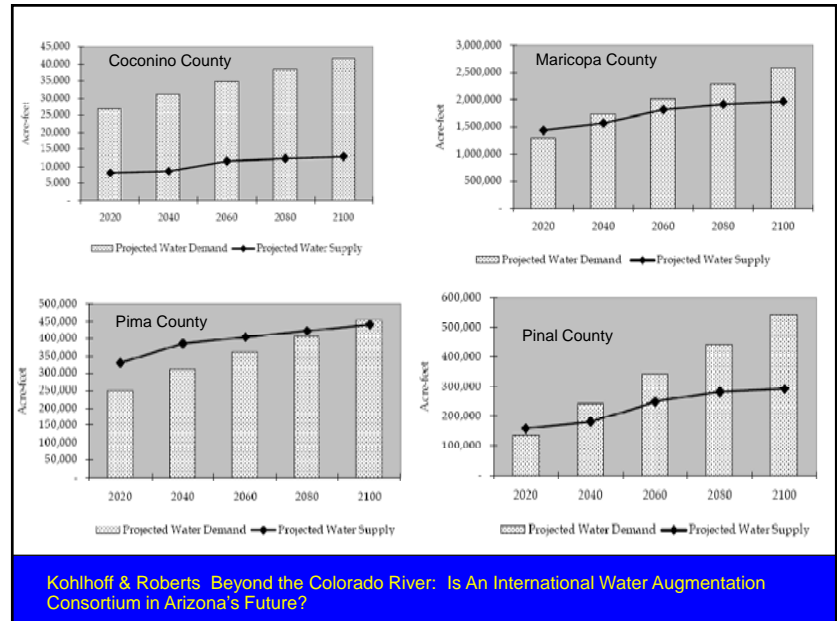 Coconino County
45,000
40,000
35,000
30,000
25,000
20,000
15,000
10,000
5,000
-
Acre-feet
2020 2040 2060 2080 2100
Projected Water Demand Projected Water Supply
Maricopa County
3,000,000
2,500,000
2,000,000
1,500,000
1,000,000
500,000
-
Acre-feet
2020 2040 2060 2080 2100
Projected Water Demand Projected Water Supply
Pima County
500,000
450,000
400,000
350,000
300,000
250,000
200,000
150,000
100,000
50,000
-
Acre-feet
2020 2040 2060 2080 2100
Projected Water Demand Projected Water Supply
Pinal County
600,000
500,000
400,000
300,000
200,000
100,000
-
Acre-feet
2020 2040 2060 2080 2100
Projected Water Demand Projected Water Supply
Kohlhoff & Roberts Beyond the Colorado River: Is An International Water Augmentation
Consortium in Arizona's Future?